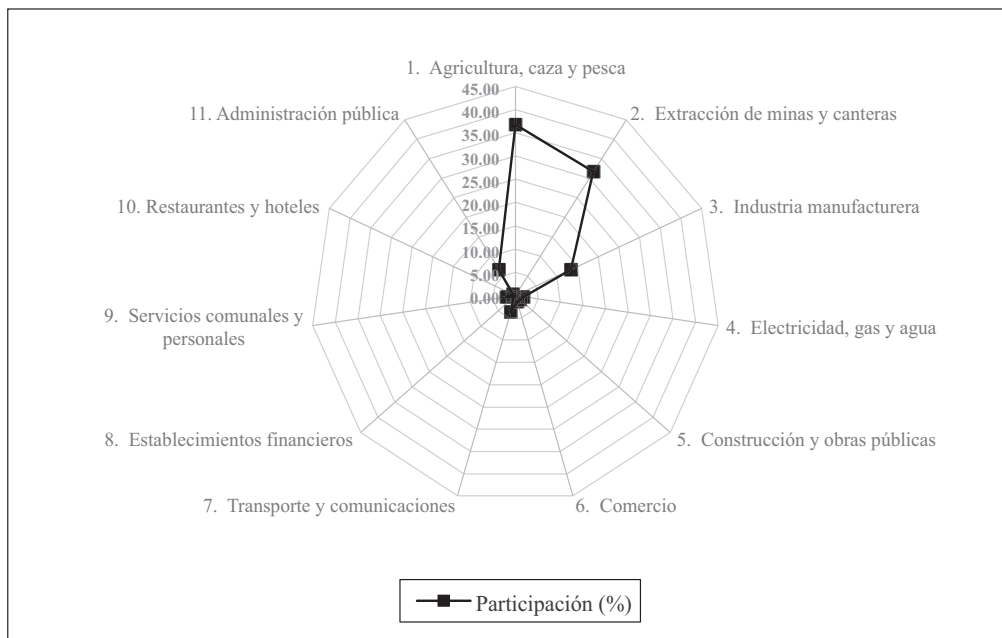 1. Agricultura, caza y pesca
45.00
40.00
35.00
30.00
25.00
20.00
15.00
10.00
5.00
0.00
2. Extracción de minas y canteras
3. Industria manufacturera
4. Electricidad, gas y agua
5. Construcción y obras públicas
6. Comercio
7. Transporte y comunicaciones
8. Establecimientos financieros
9. Servicios comunales y
personales
10. Restaurantes y hoteles
11. Administración pública
Participación (%)